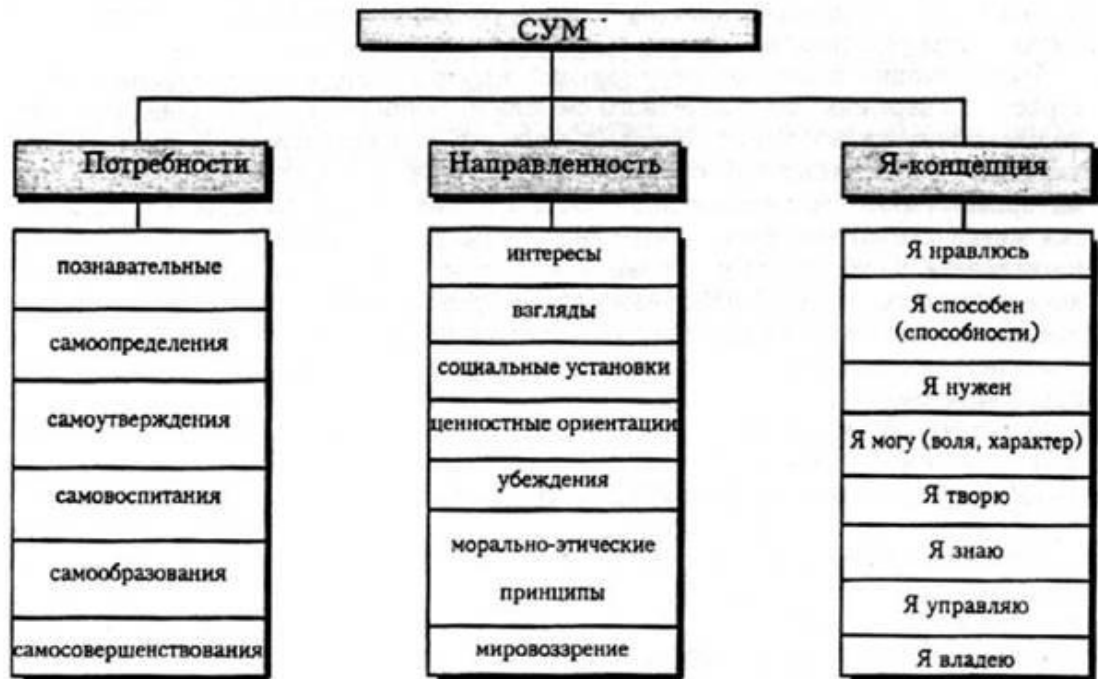 СУМ
Потребности
познавательные
самоопределения
самоутверждения
самовоспитания
самообразования
самосовершенствования
Направленность
интересы
взгляды
социальные установки
ценностные ориентации
убеждения
морально-этические
принципы
мировоззрение
Я-концепция
Я нравлюсь
Я способен
(способности)
Я нужен
Я могу (воля, характер)
Я творю
Я знаю
Я управляю
Я владею